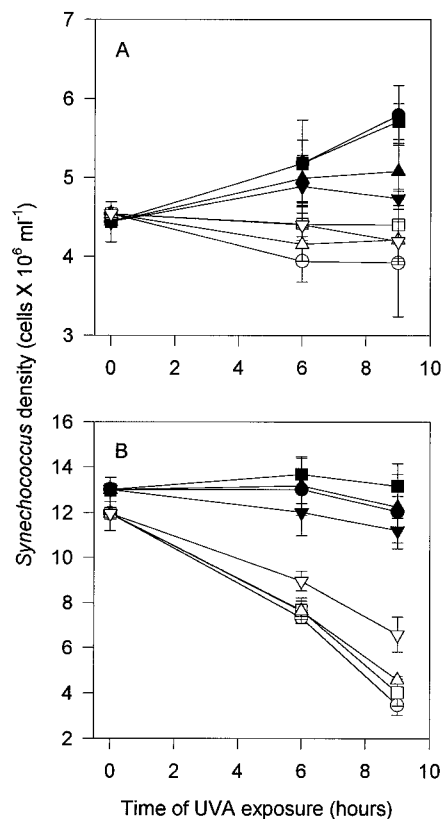 7
A
6
5
4
3
0 2 4 6 8 10
Synechococcus density (cells X 10⁶ ml⁻¹)
16
B
14
12
10
8
6
4
2
0 2 4 6 8 10
Time of UVA exposure (hours)